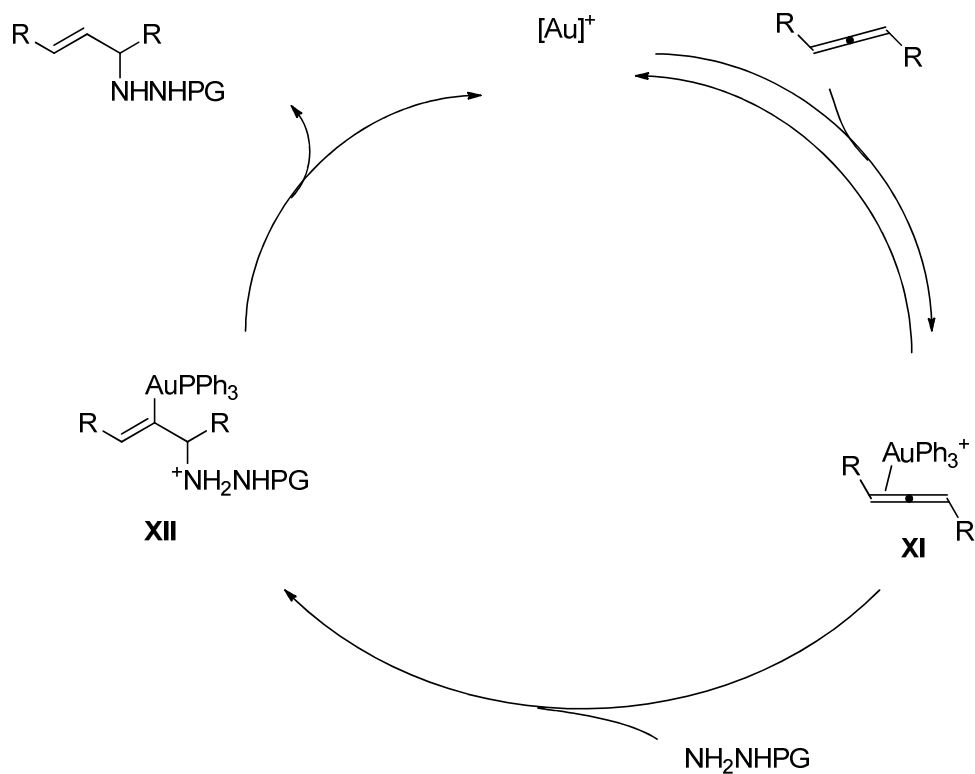 R R
NHNHPG
[Au]+
R
R
AuPPh3
R R
+NH2NHPG
XII
AuPh3+
R
R
XI
NH2NHPG